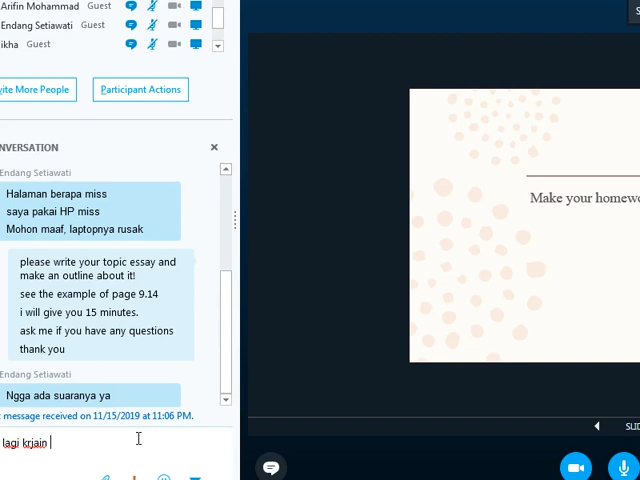 Arifin Mohammad Guest
Endang Setiawati Guest
ikha Guest
vite More People
Participant Actions
NVERSATION
Endang Setiawati
Halaman berapa miss
saya pakai HP miss
Mohon maaf, laptopnya rusak
please write your topic essay and
make an outline about it!
see the example of page 9.14
i will give you 15 minutes.
ask me if you have any questions
thank you
Endang Setiawati
Ngga ada suaranya ya
message received on 11/15/2019 at 11:06 PM.
lagi krjain
S
Make your homewo
SLID